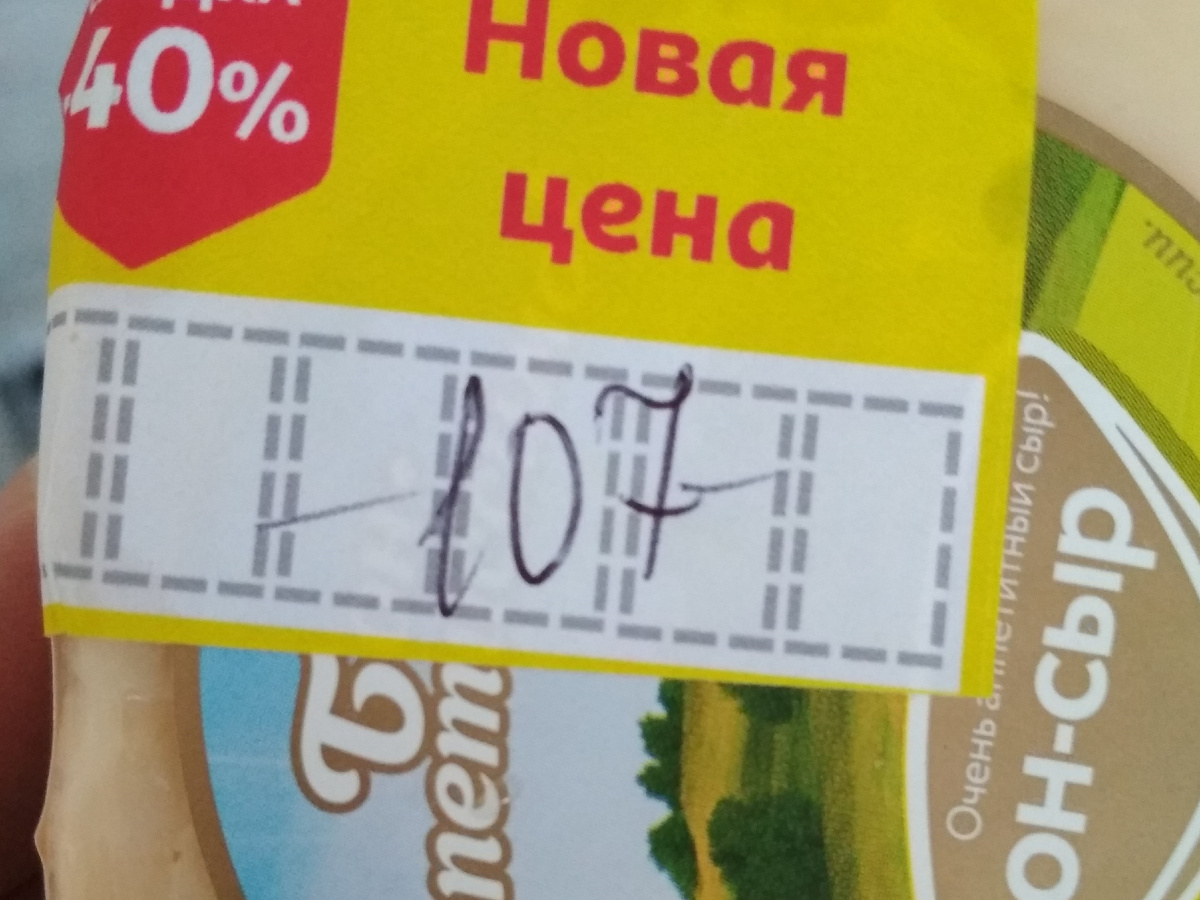 40%
Новая
цена
107
Очень аппетитный сыр!
он-сыр